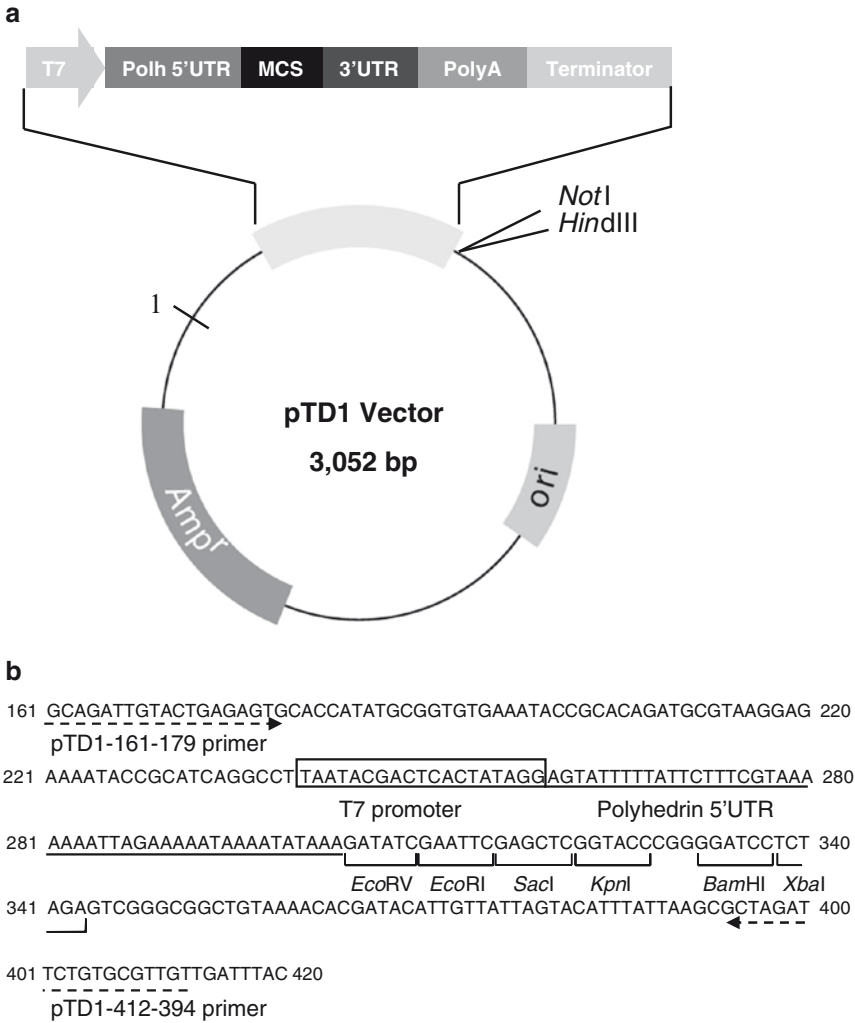 a
T7 Polh 5'UTR MCS 3'UTR PolyA Terminator
NotI
HindIII
1
pTD1 Vector
3,052 bp
ori
Ampr
b
161 GCAGATTGTACTGAGAGTGCACCATATGCGGTGTGAAATACCGCACAGATGCGTAAGGAG 220
pTD1-161-179 primer
221 AAAATACCGCATCAGGCCTTAATACGACTCACTATAGGAGTATTTTTATTCTTTCGTAAA 280
T7 promoter Polyhedrin 5'UTR
281 AAAATTAGAAAAATAAAATATAAAGATATCGAATTCGAGCTCGGTACCCGGGGATCCTCT 340
EcoRV EcoRI SacI KpnI BamHI XbaI
341 AGAGTCGGGCGGCTGTAAAACACGATACATTGTTATTAGTACATTTATTAAGCGCTAGAT 400
401 TCTGTGCGTTGTTGATTTAC 420
pTD1-412-394 primer